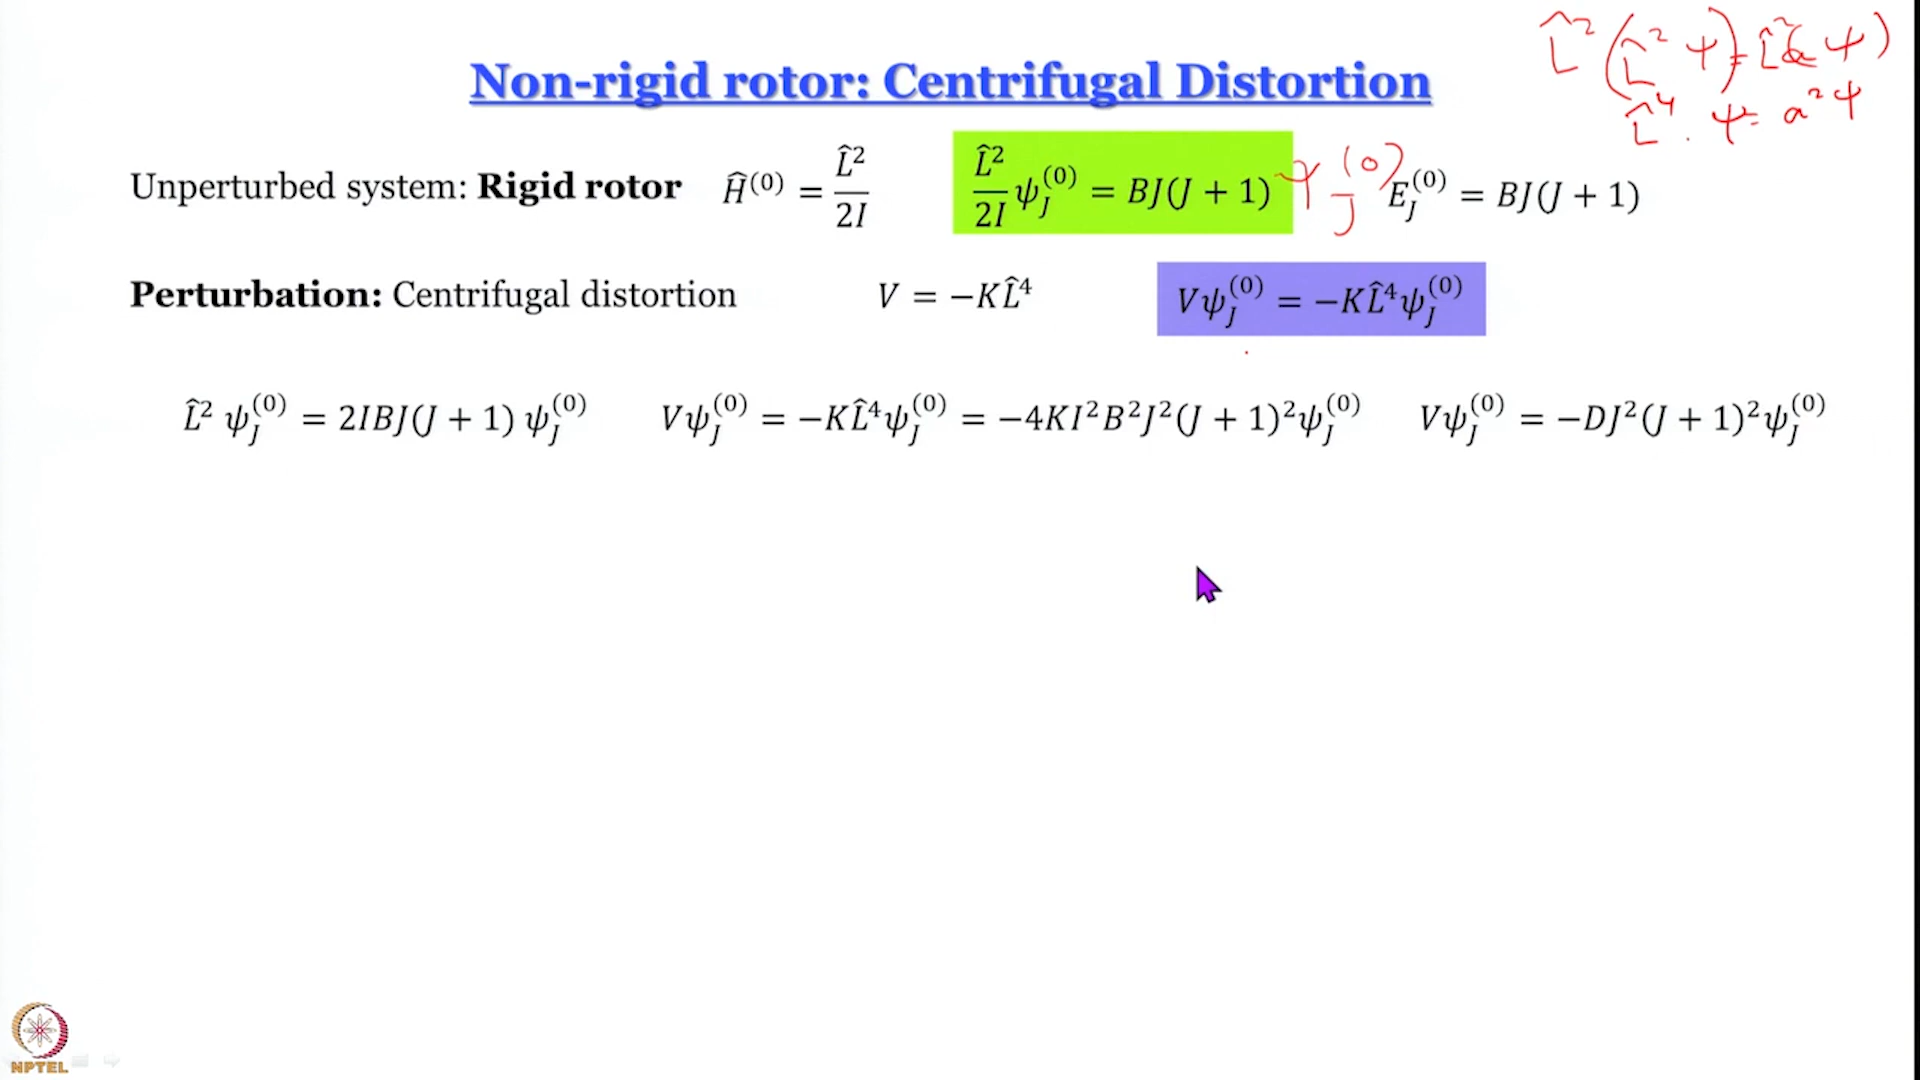 L̂² (L̂² ψ) = L̂²(a ψ)
L̂⁴ . ψ = a² ψ
Non-rigid rotor: Centrifugal Distortion
Unperturbed system: Rigid rotor Ĥ⁽⁰⁾ = L̂²/2I L̂²/2I ψ_J⁽⁰⁾ = BJ(J + 1) ψ_J⁽⁰⁾ E_J⁽⁰⁾ = BJ(J + 1)
Perturbation: Centrifugal distortion V = −KL̂⁴ Vψ_J⁽⁰⁾ = −KL̂⁴ψ_J⁽⁰⁾
L̂² ψ_J⁽⁰⁾ = 2IBJ(J + 1) ψ_J⁽⁰⁾ Vψ_J⁽⁰⁾ = −KL̂⁴ψ_J⁽⁰⁾ = −4KI²B²J²(J + 1)²ψ_J⁽⁰⁾ Vψ_J⁽⁰⁾ = −DJ²(J + 1)²ψ_J⁽⁰⁾
NPTEL